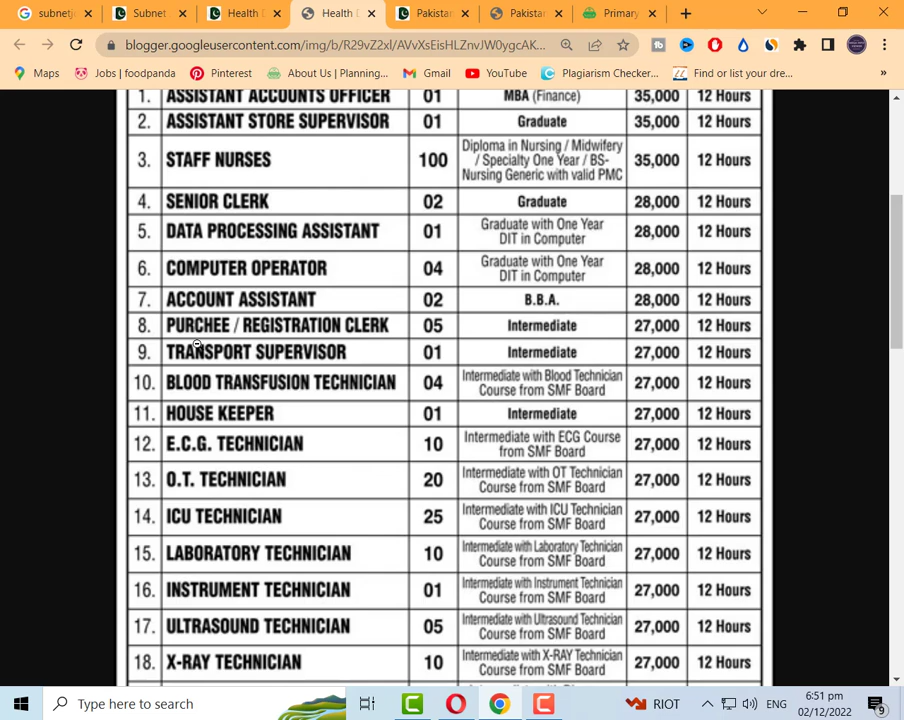 subnetj
Subnet
Health D
Health D
Pakistan
Pakistan
Primary
blogger.googleusercontent.com/img/b/R29vZ2xl/AVvXsEisHLZnvJW0ygcAK...
Maps
Jobs | foodpanda
Pinterest
About Us | Planning...
Gmail
YouTube
Plagiarism Checker...
Find or list your dre...
»
1. ASSISTANT ACCOUNTS OFFICER 01 MBA (Finance) 35,000 12 Hours
2. ASSISTANT STORE SUPERVISOR 01 Graduate 35,000 12 Hours
3. STAFF NURSES 100 Diploma in Nursing / Midwifery
/ Specialty One Year / BS-
Nursing Generic with valid PMC 35,000 12 Hours
4. SENIOR CLERK 02 Graduate 28,000 12 Hours
5. DATA PROCESSING ASSISTANT 01 Graduate with One Year
DIT in Computer 28,000 12 Hours
6. COMPUTER OPERATOR 04 Graduate with One Year
DIT in Computer 28,000 12 Hours
7. ACCOUNT ASSISTANT 02 B.B.A. 28,000 12 Hours
8. PURCHEE / REGISTRATION CLERK 05 Intermediate 27,000 12 Hours
9. TRANSPORT SUPERVISOR 01 Intermediate 27,000 12 Hours
10. BLOOD TRANSFUSION TECHNICIAN 04 Intermediate with Blood Technician
Course from SMF Board 27,000 12 Hours
11. HOUSE KEEPER 01 Intermediate 27,000 12 Hours
12. E.C.G. TECHNICIAN 10 Intermediate with ECG Course
from SMF Board 27,000 12 Hours
13. O.T. TECHNICIAN 20 Intermediate with OT Technician
Course from SMF Board 27,000 12 Hours
14. ICU TECHNICIAN 25 Intermediate with ICU Technician
Course from SMF Board 27,000 12 Hours
15. LABORATORY TECHNICIAN 10 Intermediate with Laboratory Technician
Course from SMF Board 27,000 12 Hours
16. INSTRUMENT TECHNICIAN 01 Intermediate with Instrument Technician
Course from SMF Board 27,000 12 Hours
17. ULTRASOUND TECHNICIAN 05 Intermediate with Ultrasound Technician
Course from SMF Board 27,000 12 Hours
18. X-RAY TECHNICIAN 10 Intermediate with X-RAY Technician
Course from SMF Board 27,000 12 Hours
Type here to search
RIOT
6:51 pm
02/12/2022
9